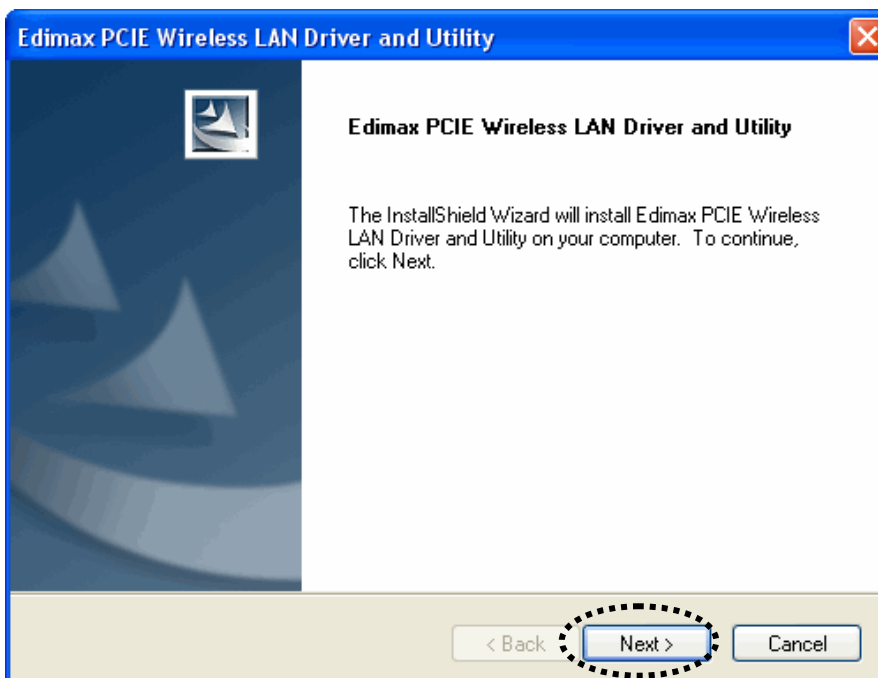 Edimax PCIE Wireless LAN Driver and Utility
Edimax PCIE Wireless LAN Driver and Utility
The InstallShield Wizard will install Edimax PCIE Wireless
LAN Driver and Utility on your computer. To continue,
click Next.
< Back Next > Cancel